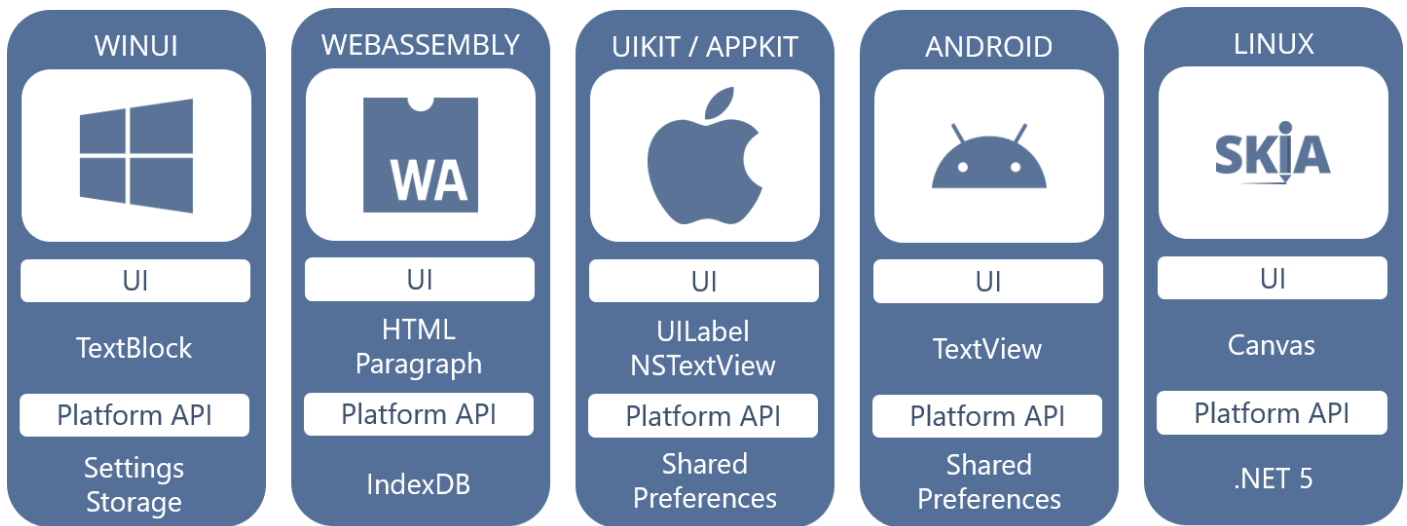 WINUI
UI
TextBlock
Platform API
Settings
Storage
WEBASSEMBLY
WA
UI
HTML
Paragraph
Platform API
IndexDB
UIKIT / APPKIT
UI
UILabel
NSTextView
Platform API
Shared
Preferences
ANDROID
UI
TextView
Platform API
Shared
Preferences
LINUX
SKiA
UI
Canvas
Platform API
.NET 5